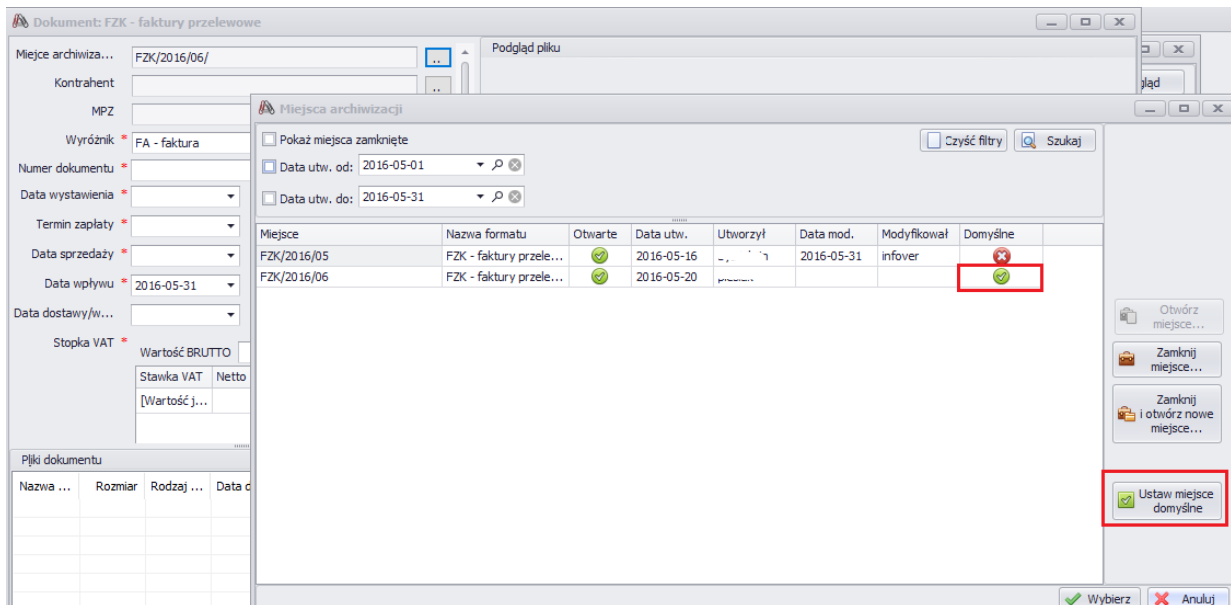 Dokument: FZK - faktury przelewowe
Miejce archiwiza... FZK/2016/06/ ..
Podgląd pliku
Kontrahent ..
MPZ
Wyróżnik * FA - faktura
Numer dokumentu *
Data wystawienia *
Termin zapłaty *
Data sprzedaży *
Data wpływu * 2016-05-31
Data dostawy/w...
Stopka VAT *
Wartość BRUTTO
Stawka VAT Netto
[Wartość j...
Pliki dokumentu
Nazwa ... Rozmiar Rodzaj ... Data d
gląd
Miejsca archiwizacji
Pokaż miejsca zamknięte
Czyść filtry Szukaj
Data utw. od: 2016-05-01
Data utw. do: 2016-05-31
Miejsce Nazwa formatu Otwarte Data utw. Utworzył Data mod. Modyfikował Domyślne
FZK/2016/05 FZK - faktury przele... 2016-05-16 2016-05-31 infover
FZK/2016/06 FZK - faktury przele... 2016-05-20
Otwórz
miejsce...
Zamknij
miejsce...
Zamknij
i otwórz nowe
miejsce...
Ustaw miejsce
domyślne
Wybierz Anuluj